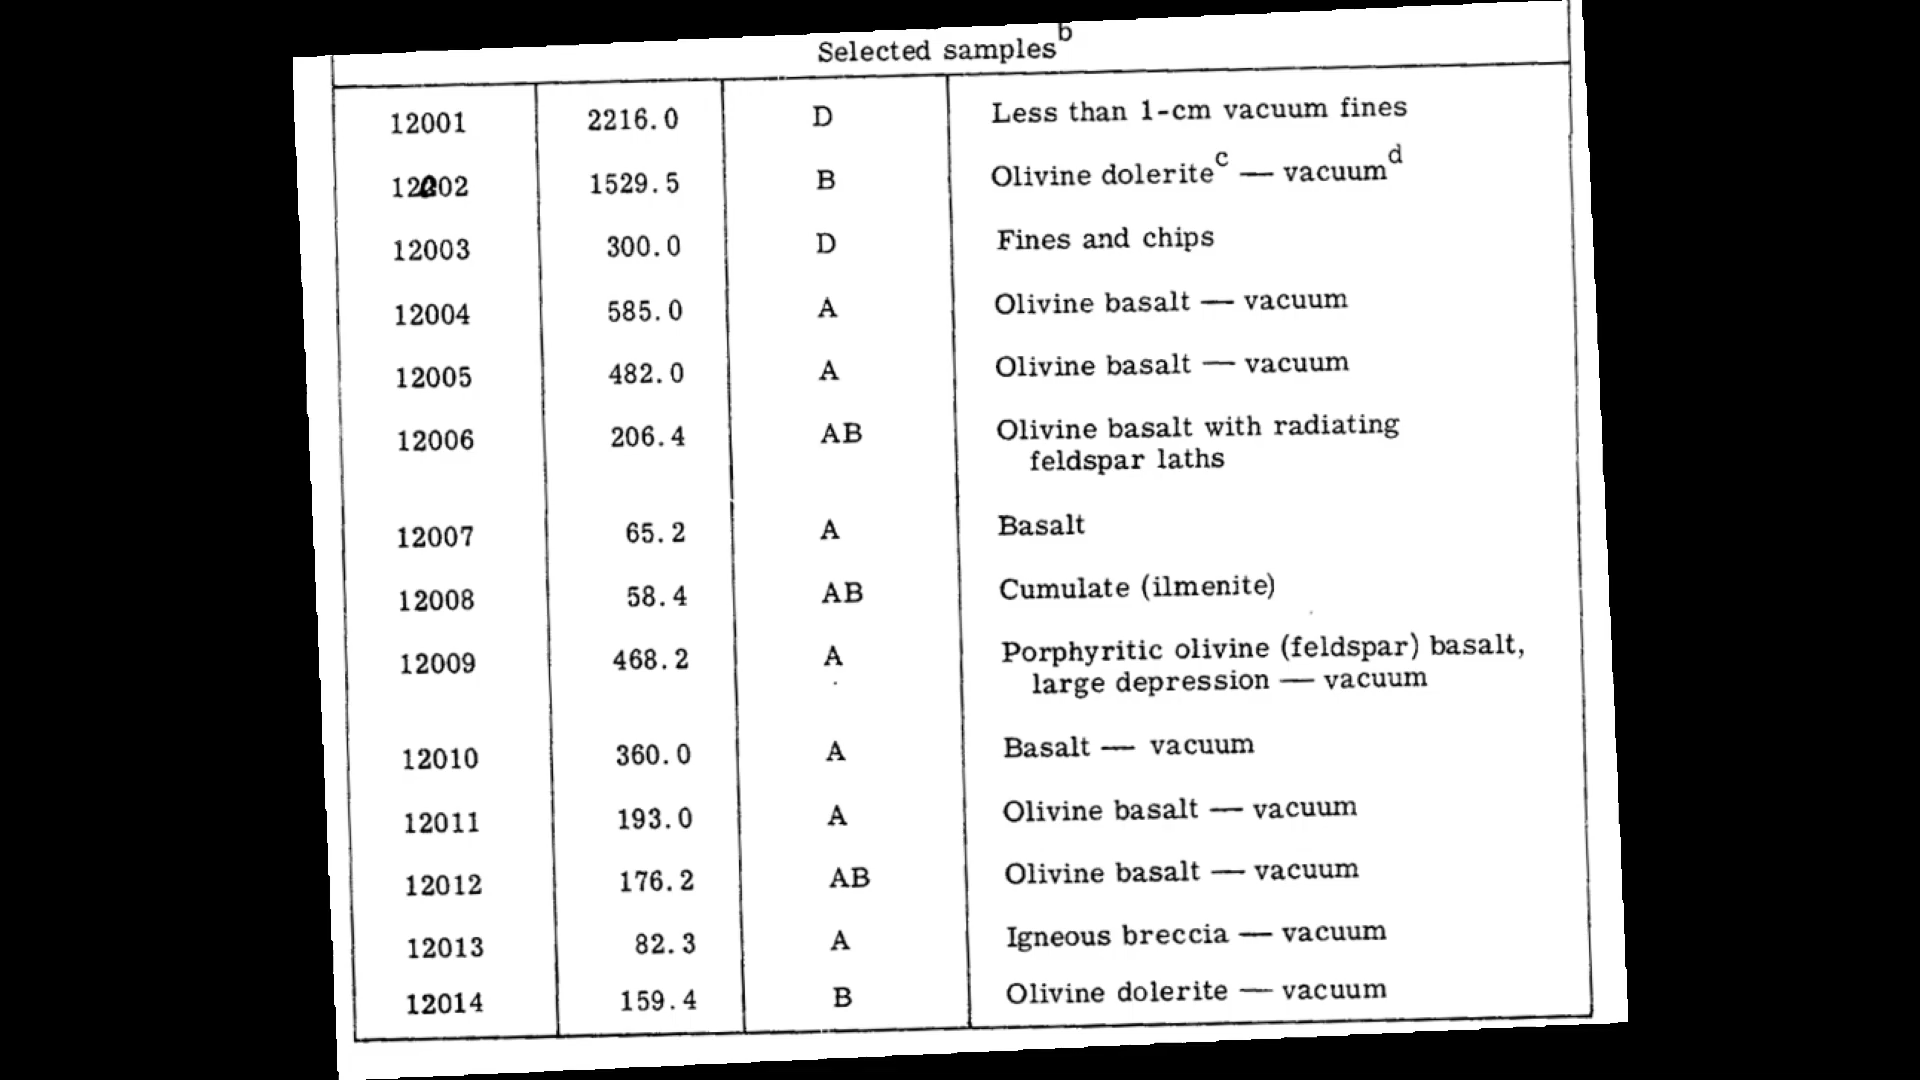 Selected samples b
12001 2216.0 D Less than 1-cm vacuum fines
12002 1529.5 B Olivine dolerite c — vacuum d
12003 300.0 D Fines and chips
12004 585.0 A Olivine basalt — vacuum
12005 482.0 A Olivine basalt — vacuum
12006 206.4 AB Olivine basalt with radiating
feldspar laths
12007 65.2 A Basalt
12008 58.4 AB Cumulate (ilmenite)
12009 468.2 A Porphyritic olivine (feldspar) basalt,
large depression — vacuum
12010 360.0 A Basalt — vacuum
12011 193.0 A Olivine basalt — vacuum
12012 176.2 AB Olivine basalt — vacuum
12013 82.3 A Igneous breccia — vacuum
12014 159.4 B Olivine dolerite — vacuum